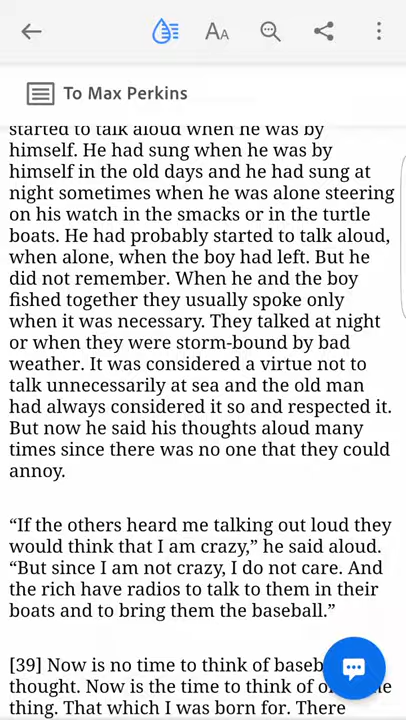 To Max Perkins
started to talk aloud when he was by
himself. He had sung when he was by
himself in the old days and he had sung at
night sometimes when he was alone steering
on his watch in the smacks or in the turtle
boats. He had probably started to talk aloud,
when alone, when the boy had left. But he
did not remember. When he and the boy
fished together they usually spoke only
when it was necessary. They talked at night
or when they were storm-bound by bad
weather. It was considered a virtue not to
talk unnecessarily at sea and the old man
had always considered it so and respected it.
But now he said his thoughts aloud many
times since there was no one that they could
annoy.
“If the others heard me talking out loud they
would think that I am crazy,” he said aloud.
“But since I am not crazy, I do not care. And
the rich have radios to talk to them in their
boats and to bring them the baseball.”
[39] Now is no time to think of
thought. Now is the time to think of
thing. That which I was born for. There